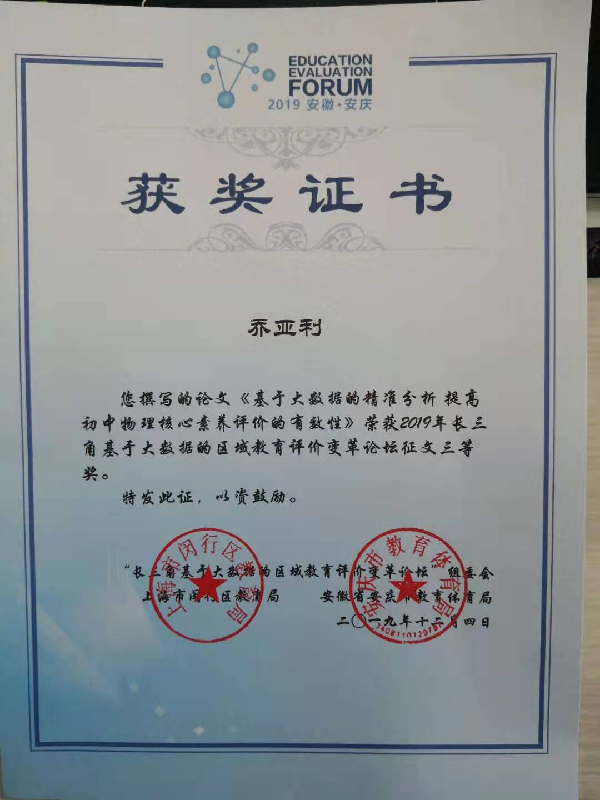 EDUCATION
EVALUATION
FORUM
2019 安徽·安庆
获奖证书
乔亚利
您撰写的论文《基于大数据的精准分析 提高
初中物理核心素养评价的有效性》荣获2019年长三
角基于大数据的区域教育评价变革论坛征文三等
奖。
特发此证，以资鼓励。
“长三角基于大数据的区域教育评价变革论坛”组委会
上海市闵行区教育局 安徽省安庆市教育体育局
二〇一九年十二月四日
上海市闵行区教育局
安庆市教育体育局